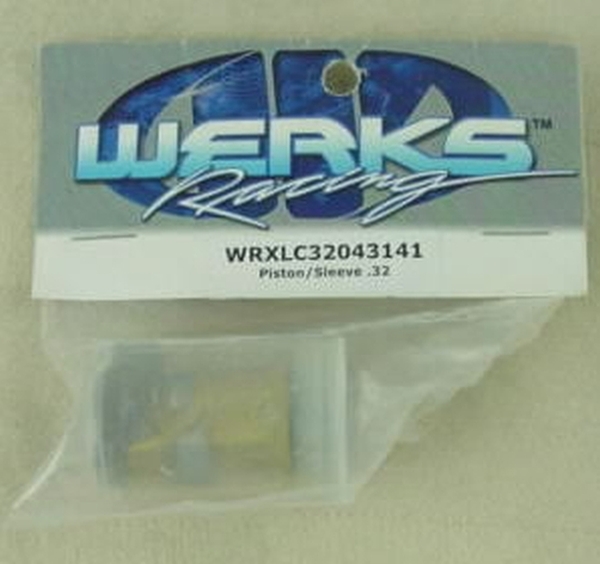 WERKS™
Racing
WRXLC32043141
Piston/Sleeve .32